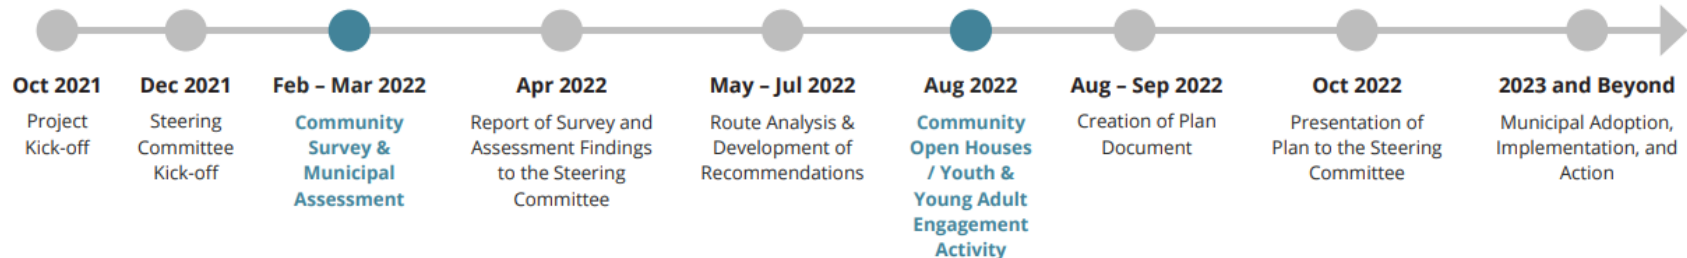 Oct 2021
Project
Kick-off
Dec 2021
Steering
Committee
Kick-off
Feb – Mar 2022
Community
Survey &
Municipal
Assessment
Apr 2022
Report of Survey and
Assessment Findings
to the Steering
Committee
May – Jul 2022
Route Analysis &
Development of
Recommendations
Aug 2022
Community
Open Houses
/ Youth &
Young Adult
Engagement
Activity
Aug – Sep 2022
Creation of Plan
Document
Oct 2022
Presentation of
Plan to the Steering
Committee
2023 and Beyond
Municipal Adoption,
Implementation, and
Action